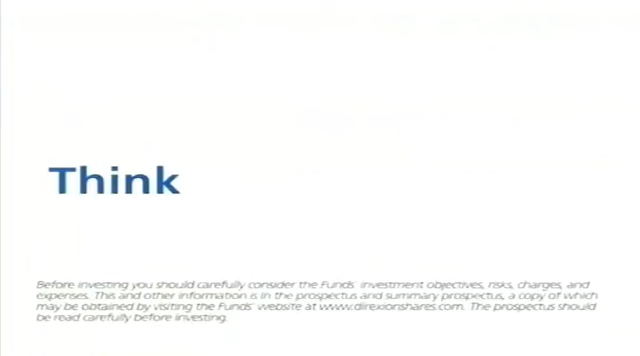 Think
Before investing you should carefully consider the Funds' investment objectives, risks, charges, and
expenses. This and other information is in the prospectus and summary prospectus, a copy of which
may be obtained by visiting the Funds' website at www.direxionshares.com. The prospectus should
be read carefully before investing.